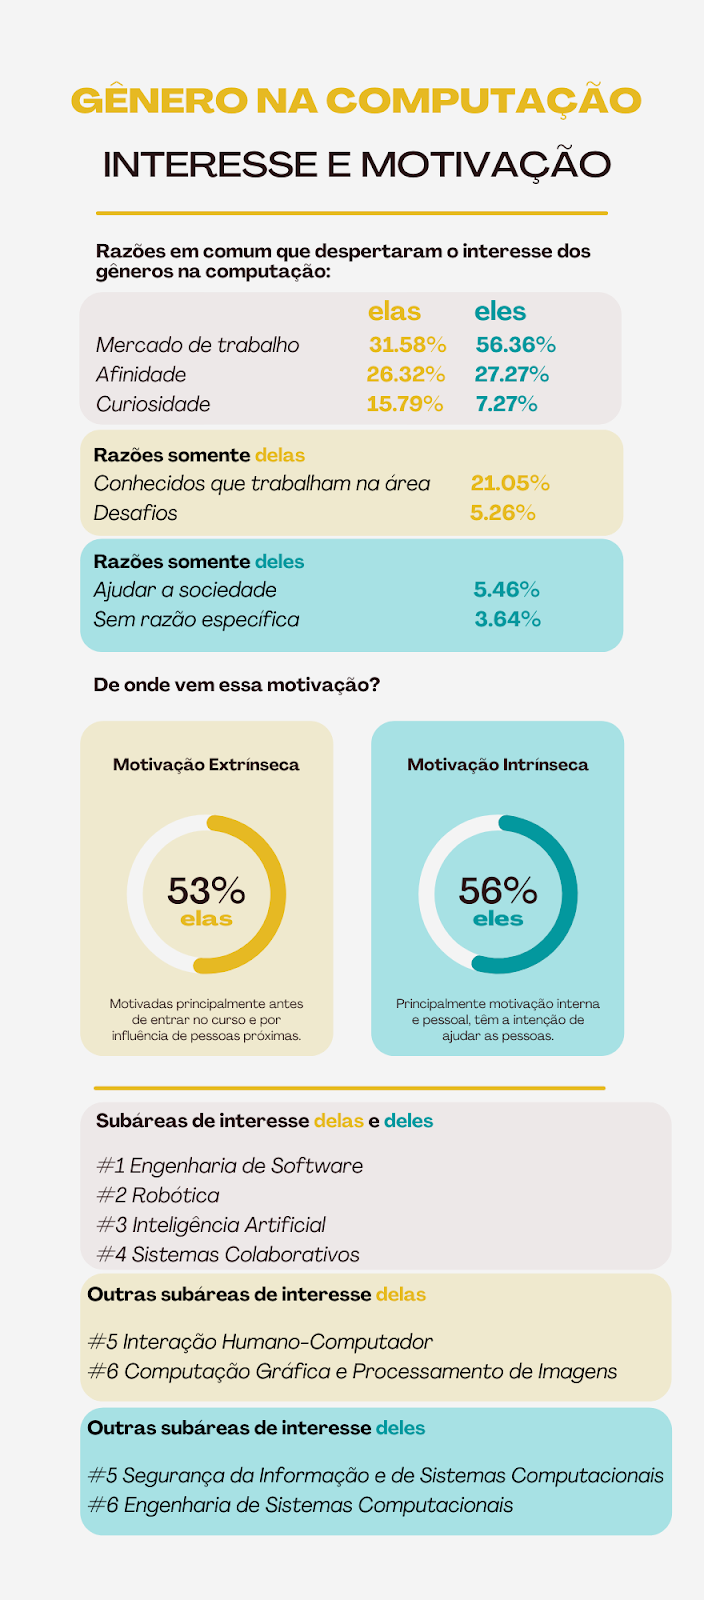 GÊNERO NA COMPUTAÇÃO
INTERESSE E MOTIVAÇÃO
Razões em comum que despertaram o interesse dos
gêneros na computação:
elas eles
Mercado de trabalho 31.58% 56.36%
Afinidade 26.32% 27.27%
Curiosidade 15.79% 7.27%
Razões somente delas
Conhecidos que trabalham na área 21.05%
Desafios 5.26%
Razões somente deles
Ajudar a sociedade 5.46%
Sem razão específica 3.64%
De onde vem essa motivação?
Motivação Extrínseca
53%
elas
Motivadas principalmente antes
de entrar no curso e por
influência de pessoas próximas.
Motivação Intrínseca
56%
eles
Principalmente motivação interna
e pessoal, têm a intenção de
ajudar as pessoas.
Subáreas de interesse delas e deles
#1 Engenharia de Software
#2 Robótica
#3 Inteligência Artificial
#4 Sistemas Colaborativos
Outras subáreas de interesse delas
#5 Interação Humano-Computador
#6 Computação Gráfica e Processamento de Imagens
Outras subáreas de interesse deles
#5 Segurança da Informação e de Sistemas Computacionais
#6 Engenharia de Sistemas Computacionais